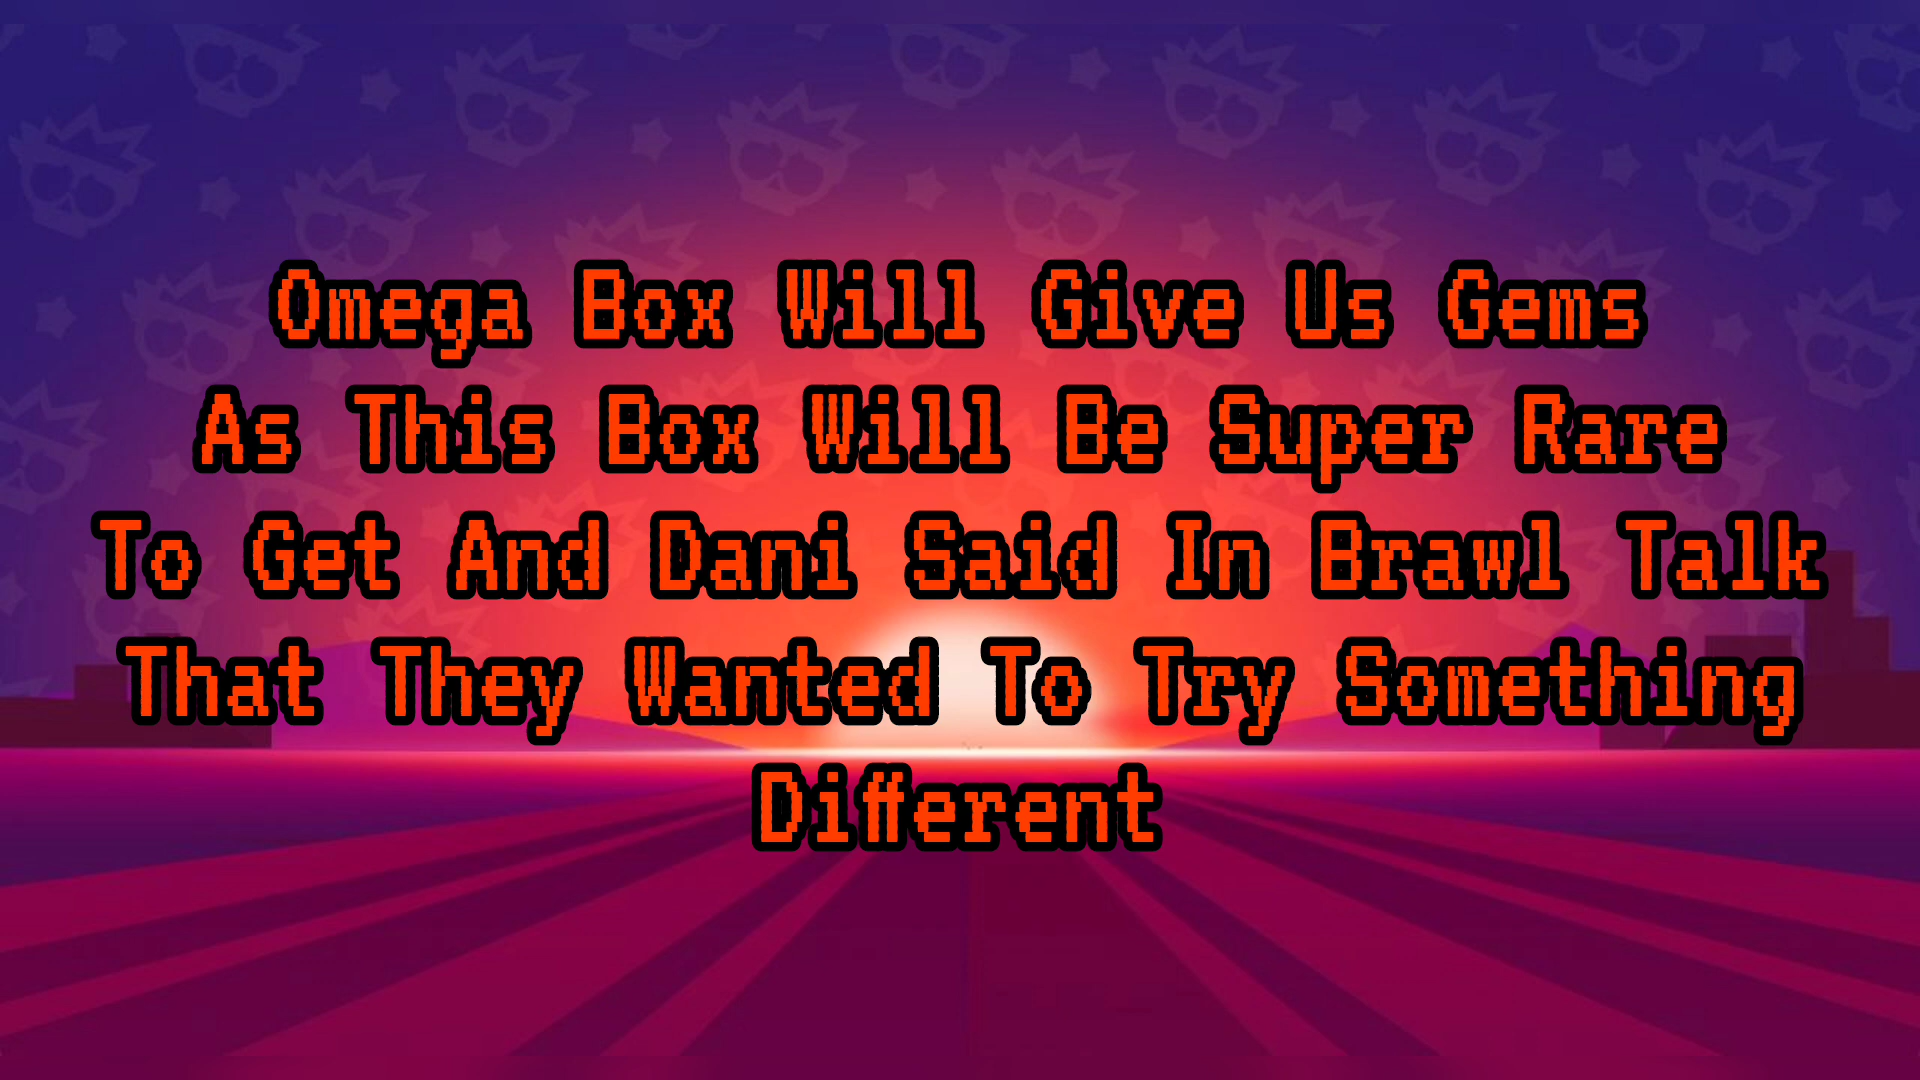 Omega Box Will Give Us Gems
As This Box Will Be Super Rare
To Get And Dani Said In Brawl Talk
That They Wanted To Try Something
Different